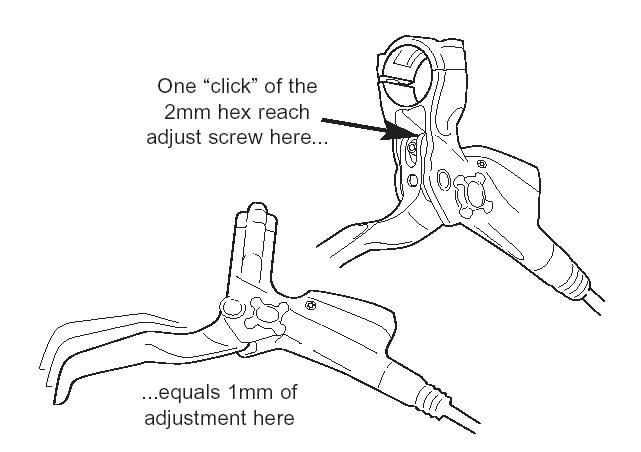 One “click” of the
2mm hex reach
adjust screw here...
...equals 1mm of
adjustment here